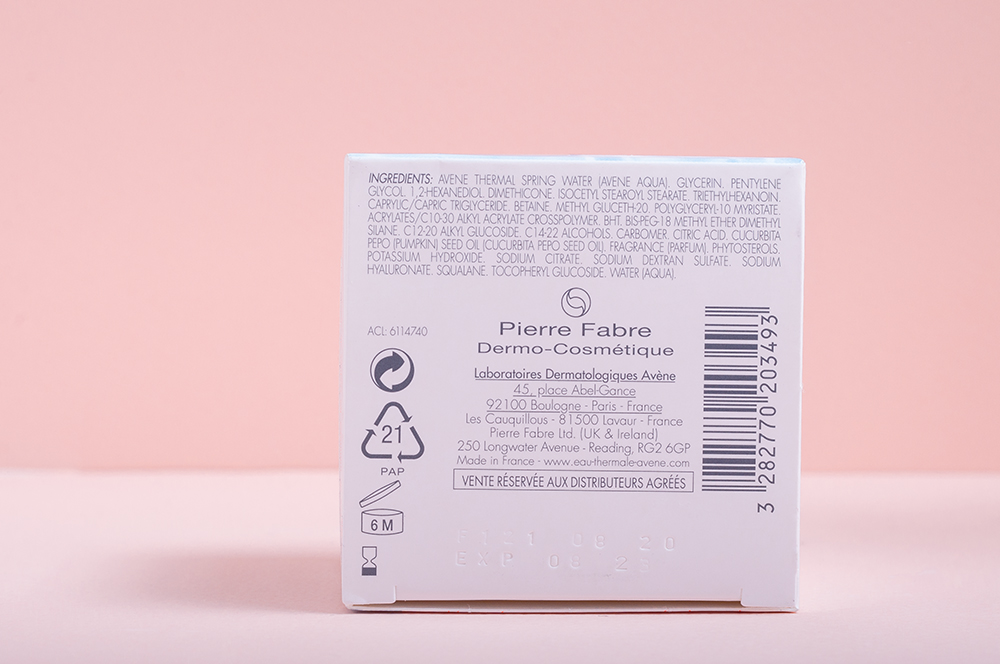 INGREDIENTS: AVENE THERMAL SPRING WATER (AVENE AQUA). GLYCERIN. PENTYLENE
GLYCOL. 1,2-HEXANEDIOL. DIMETHICONE. ISOCETYL STEAROYL STEARATE. TRIETHYLHEXANOIN.
CAPRYLIC/CAPRIC TRIGLYCERIDE. BETAINE. METHYL GLUCETH-20. POLYGLYCERYL-10 MYRISTATE.
ACRYLATES/C10-30 ALKYL ACRYLATE CROSSPOLYMER. BHT. BIS-PEG-18 METHYL ETHER DIMETHYL
SILANE. C12-20 ALKYL GLUCOSIDE. C14-22 ALCOHOLS. CARBOMER. CITRIC ACID. CUCURBITA
PEPO (PUMPKIN) SEED OIL (CUCURBITA PEPO SEED OIL). FRAGRANCE (PARFUM). PHYTOSTEROLS.
POTASSIUM HYDROXIDE. SODIUM CITRATE. SODIUM DEXTRAN SULFATE. SODIUM
HYALURONATE. SQUALANE. TOCOPHERYL GLUCOSIDE. WATER (AQUA).
ACL: 6114740
Pierre Fabre
Dermo-Cosmétique
Laboratoires Dermatologiques Avène
45, place Abel-Gance
92100 Boulogne - Paris - France
Les Cauquillous - 81500 Lavaur - France
Pierre Fabre Ltd. (UK & Ireland)
250 Longwater Avenue - Reading, RG2 6GP
Made in France - www.eau-thermale-avene.com
VENTE RÉSERVÉE AUX DISTRIBUTEURS AGRÉÉS
21
PAP
6 M
3 282770 203493
08 20
EXP